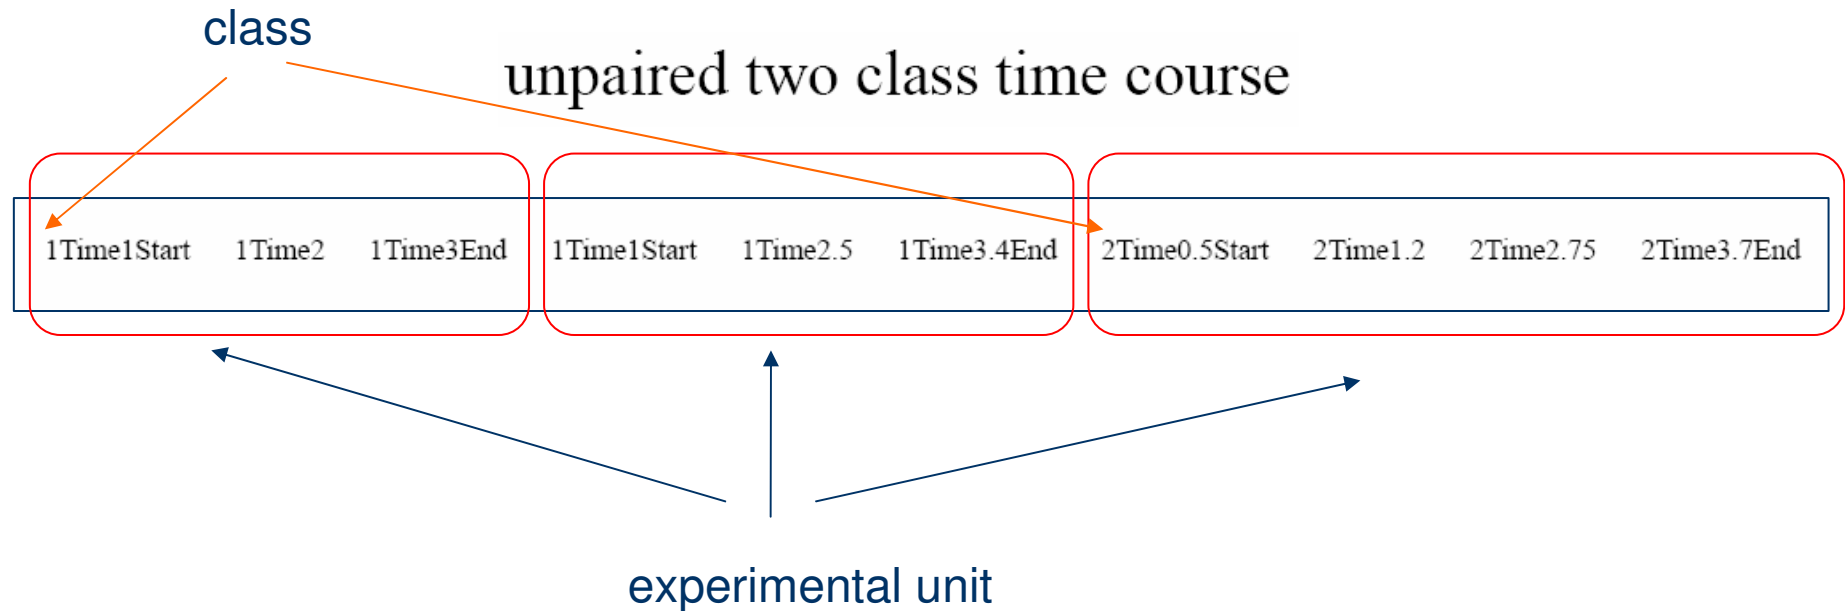 class
unpaired two class time course
1Time1Start 1Time2 1Time3End 1Time1Start 1Time2.5 1Time3.4End 2Time0.5Start 2Time1.2 2Time2.75 2Time3.7End
experimental unit